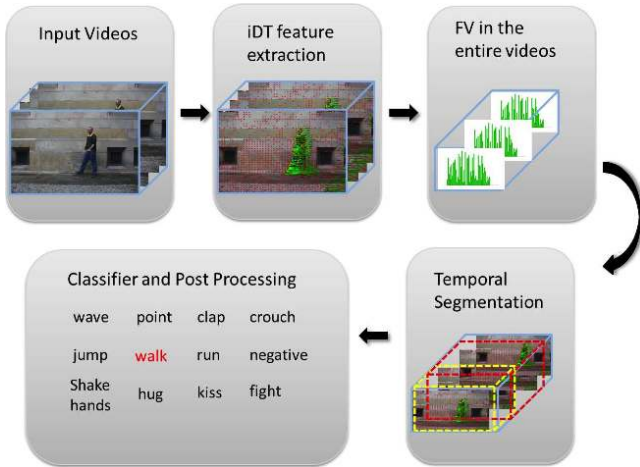 Input Videos
iDT feature
extraction
FV in the
entire videos
Temporal
Segmentation
Classifier and Post Processing
wave point clap crouch
jump walk run negative
Shake
hands hug kiss fight